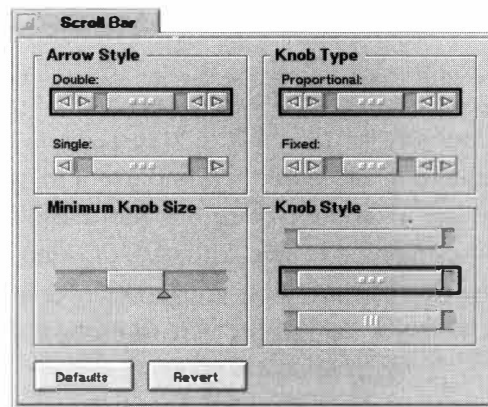 Scroll Bar
Arrow Style
Double:
Single:
Knob Type
Proportional:
Fixed:
Minimum Knob Size
Knob Style
Defaults
Revert